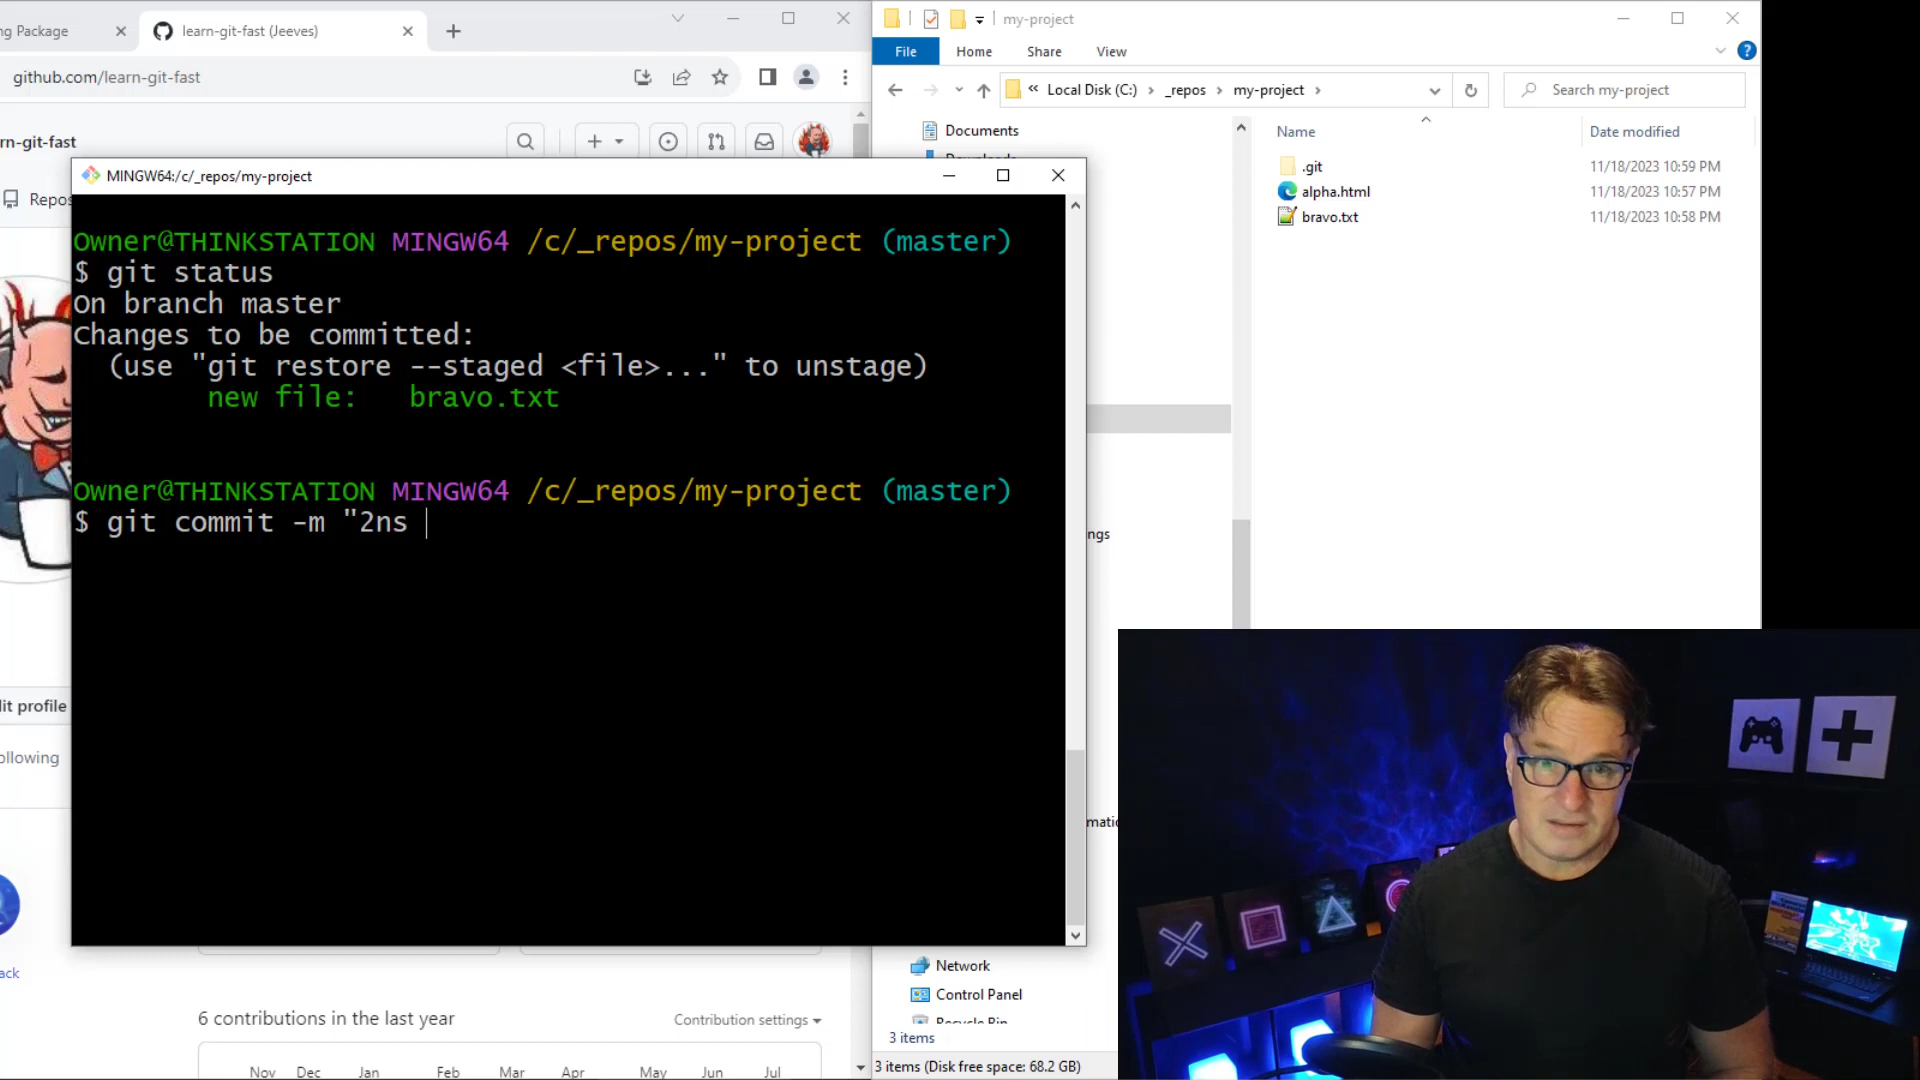 ng Package
learn-git-fast (Jeeves)
github.com/learn-git-fast
rn-git-fast
Repos
it profile
ollowing
ack
6 contributions in the last year
Contribution settings
Nov Dec Jan Feb Mar Apr May Jun Jul
MINGW64:/c/_repos/my-project
Owner@THINKSTATION MINGW64 /c/_repos/my-project (master)
$ git status
On branch master
Changes to be committed:
(use "git restore --staged <file>..." to unstage)
new file: bravo.txt
Owner@THINKSTATION MINGW64 /c/_repos/my-project (master)
$ git commit -m "2ns
my-project
File Home Share View
« Local Disk (C:) › _repos › my-project ›
Search my-project
Documents
Name Date modified
.git 11/18/2023 10:59 PM
alpha.html 11/18/2023 10:57 PM
bravo.txt 11/18/2023 10:58 PM
ngs
matic
Network
Control Panel
3 items
3 items (Disk free space: 68.2 GB)